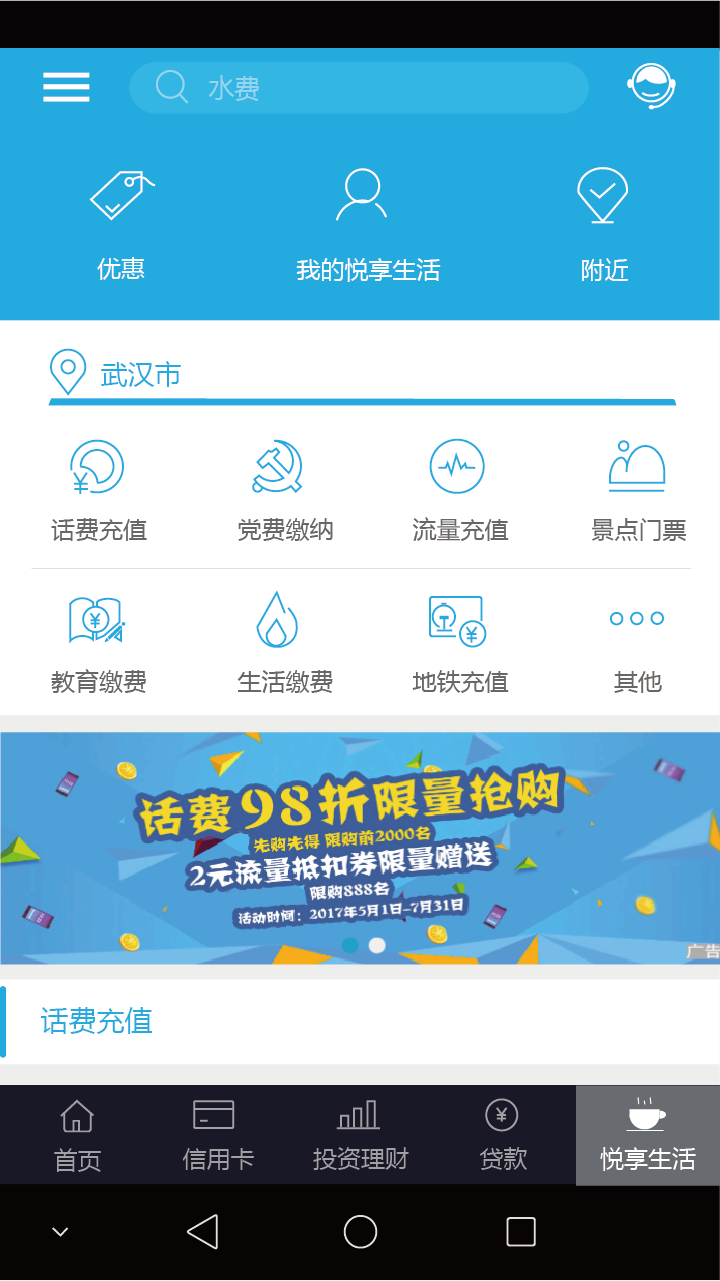 水费
优惠
我的悦享生活
附近
武汉市
话费充值
党费缴纳
流量充值
景点门票
教育缴费
生活缴费
地铁充值
其他
话费98折限量抢购
先购先得 限购前2000名
2元流量抵扣券限量赠送
限购888名
活动时间：2017年5月1日-7月31日
广告
话费充值
首页
信用卡
投资理财
贷款
悦享生活